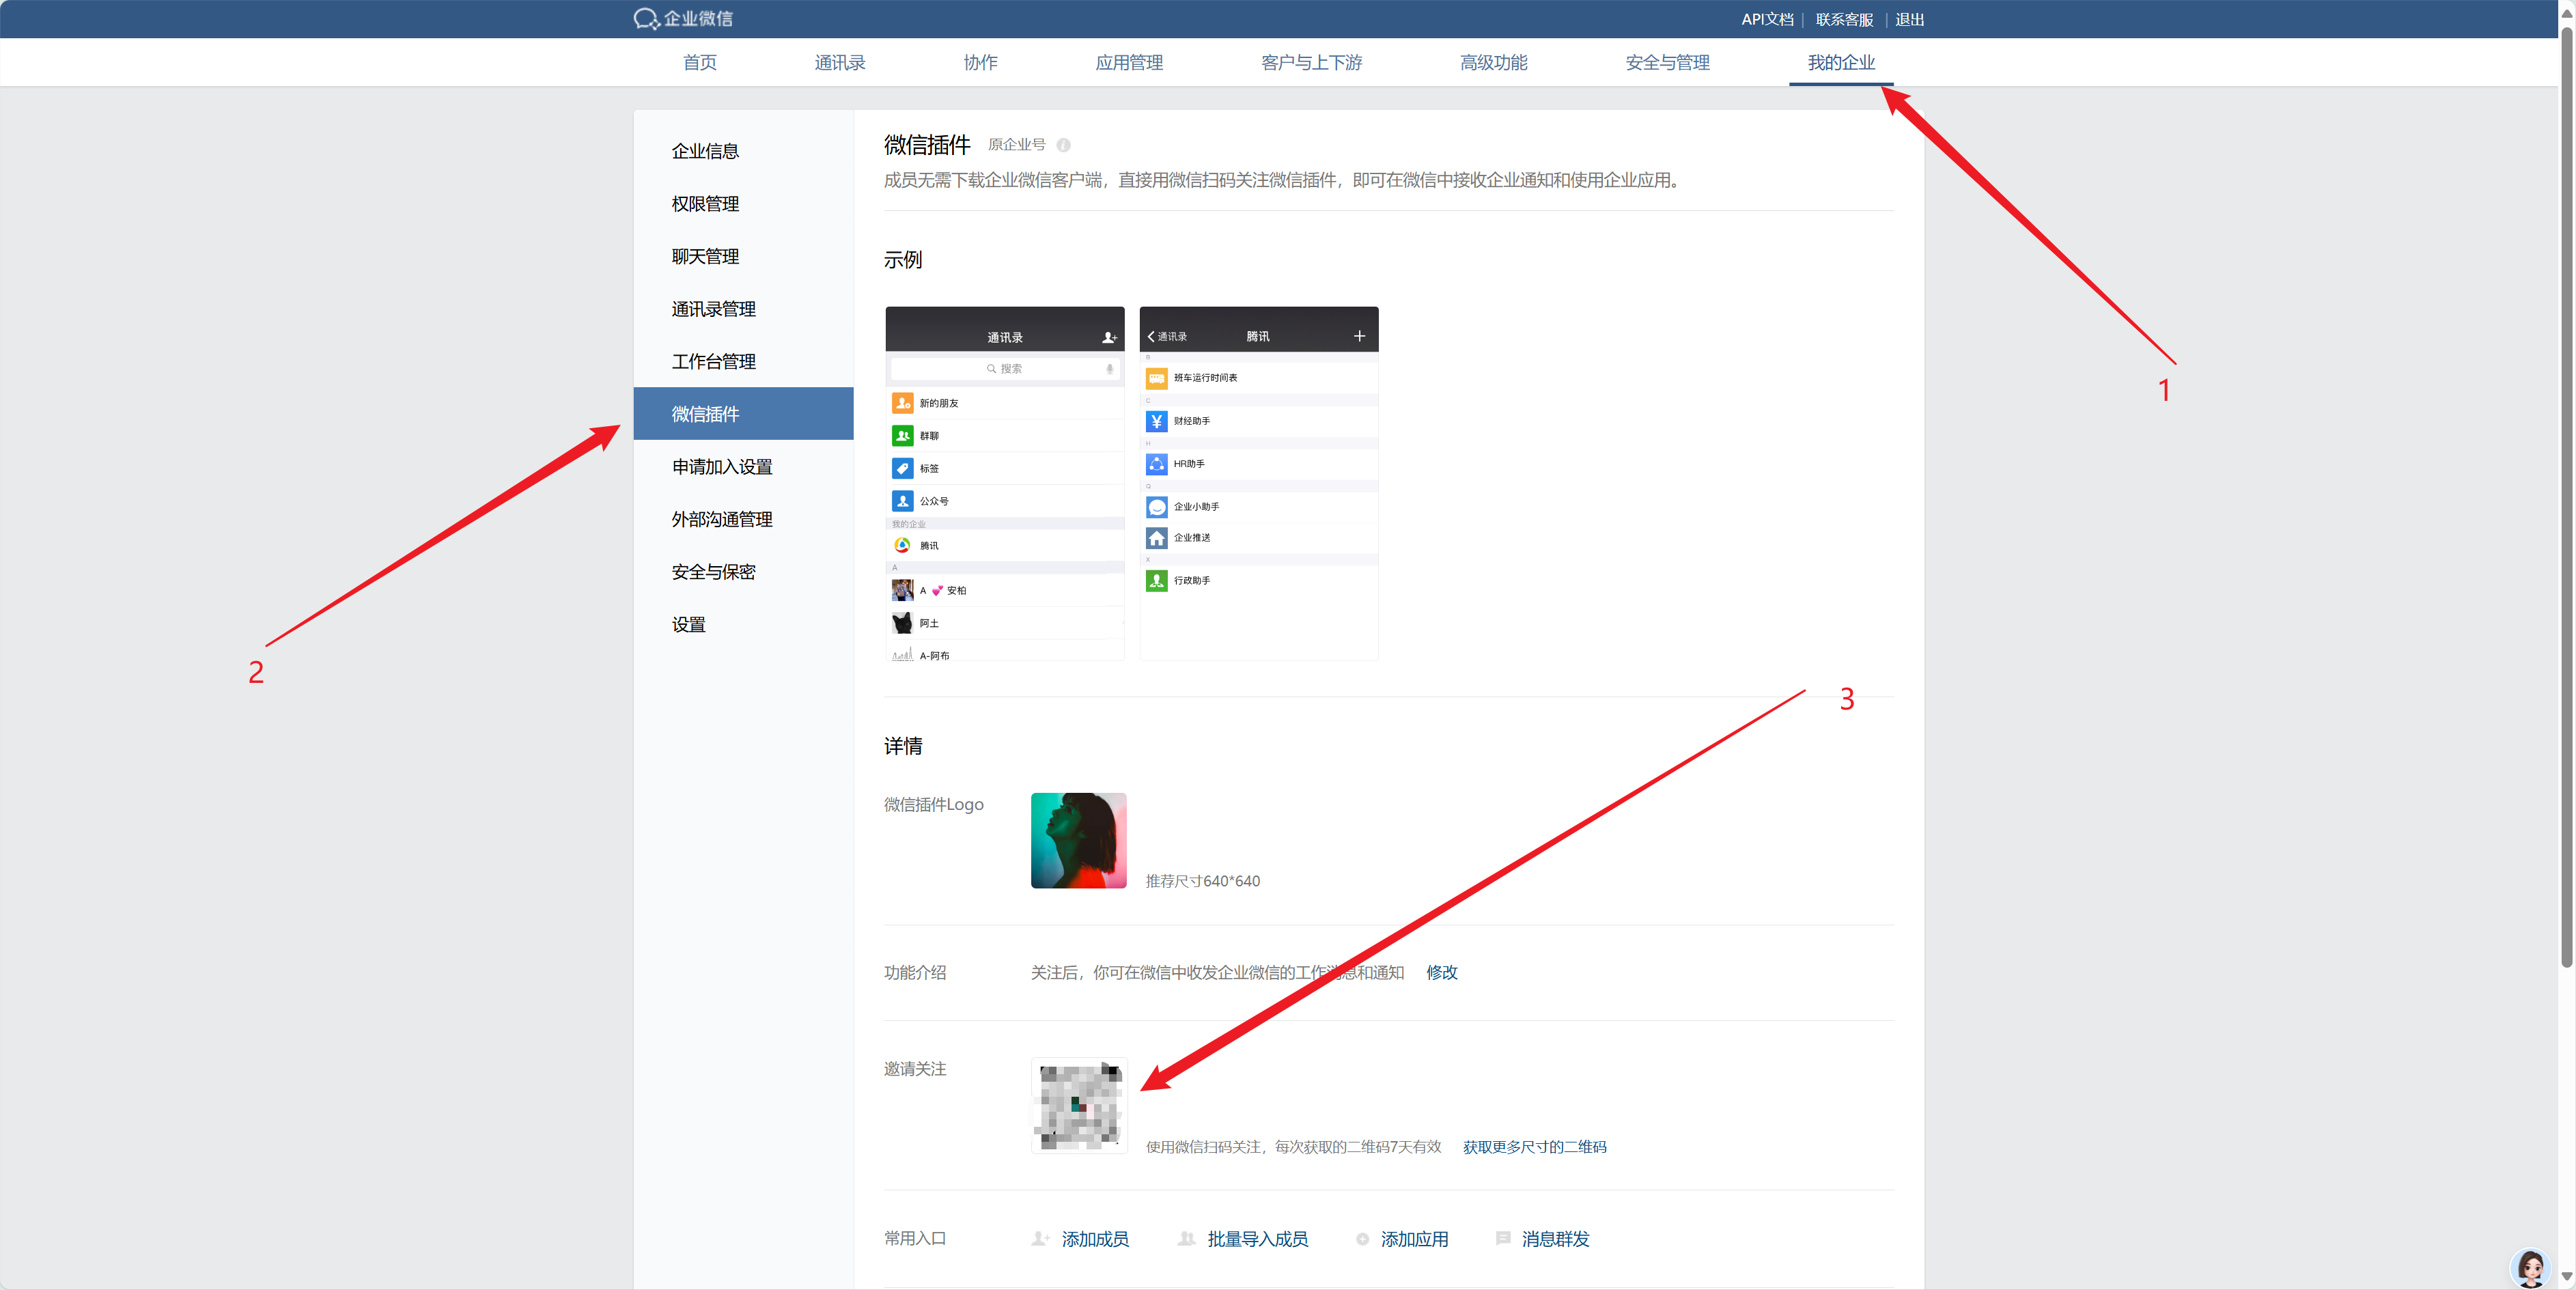 企业微信
API文档 | 联系客服 | 退出
首页 通讯录 协作 应用管理 客户与上下游 高级功能 安全与管理 我的企业
企业信息
权限管理
聊天管理
通讯录管理
工作台管理
微信插件
申请加入设置
外部沟通管理
安全与保密
设置
1
2
3
微信插件 原企业号
成员无需下载企业微信客户端，直接用微信扫码关注微信插件，即可在微信中接收企业通知和使用企业应用。
示例
通讯录
搜索
新的朋友
群聊
标签
公众号
我的企业
腾讯
A
A 💕 安柏
阿土
A-阿布
通讯录 腾讯
B
班车运行时间表
C
财经助手
H
HR助手
Q
企业小助手
企业推送
X
行政助手
详情
微信插件Logo
推荐尺寸640*640
功能介绍 关注后，你可在微信中收发企业微信的工作消息和通知 修改
邀请关注
使用微信扫码关注，每次获取的二维码7天有效 获取更多尺寸的二维码
常用入口 添加成员 批量导入成员 添加应用 消息群发